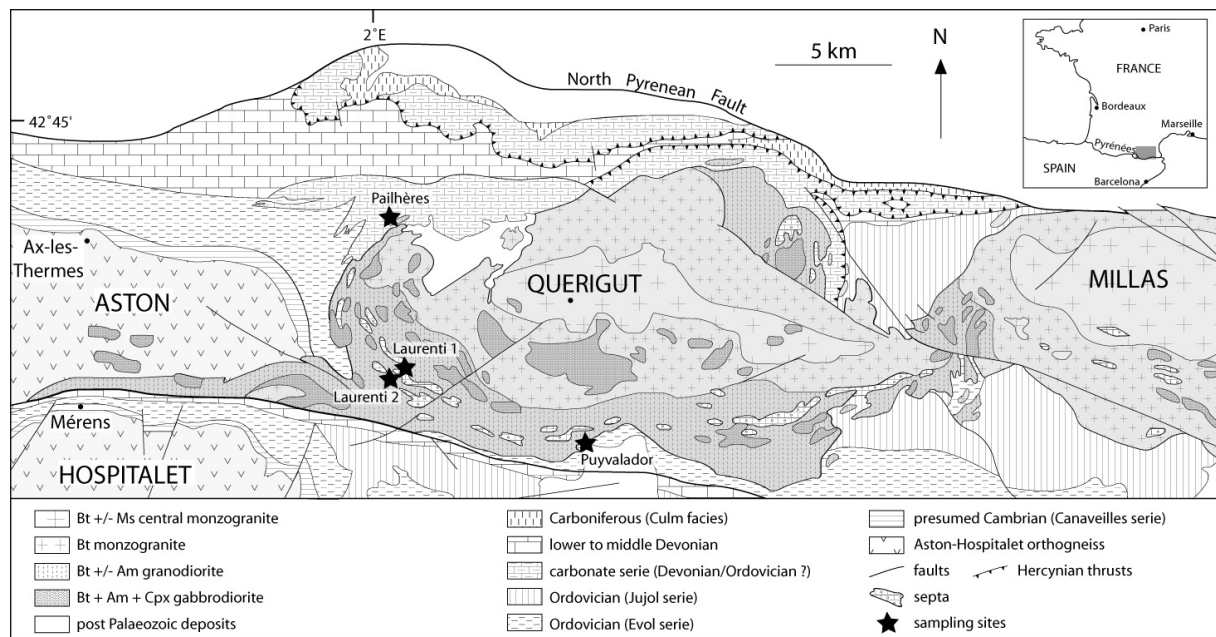 2°E
5 km
N
42°45'
North Pyrenean Fault
Paris
FRANCE
Bordeaux
Marseille
Pyrénées
SPAIN
Barcelona
Pailhères
Ax-les-
Thermes
ASTON
QUERIGUT
MILLAS
Laurenti 1
Laurenti 2
Mérens
Puyvalador
HOSPITALET
Bt +/- Ms central monzogranite
Bt monzogranite
Bt +/- Am granodiorite
Bt + Am + Cpx gabbrodiorite
post Palaeozoic deposits
Carboniferous (Culm facies)
lower to middle Devonian
carbonate serie (Devonian/Ordovician ?)
Ordovician (Jujol serie)
Ordovician (Evol serie)
presumed Cambrian (Canaveilles serie)
Aston-Hospitalet orthogneiss
faults
Hercynian thrusts
septa
sampling sites